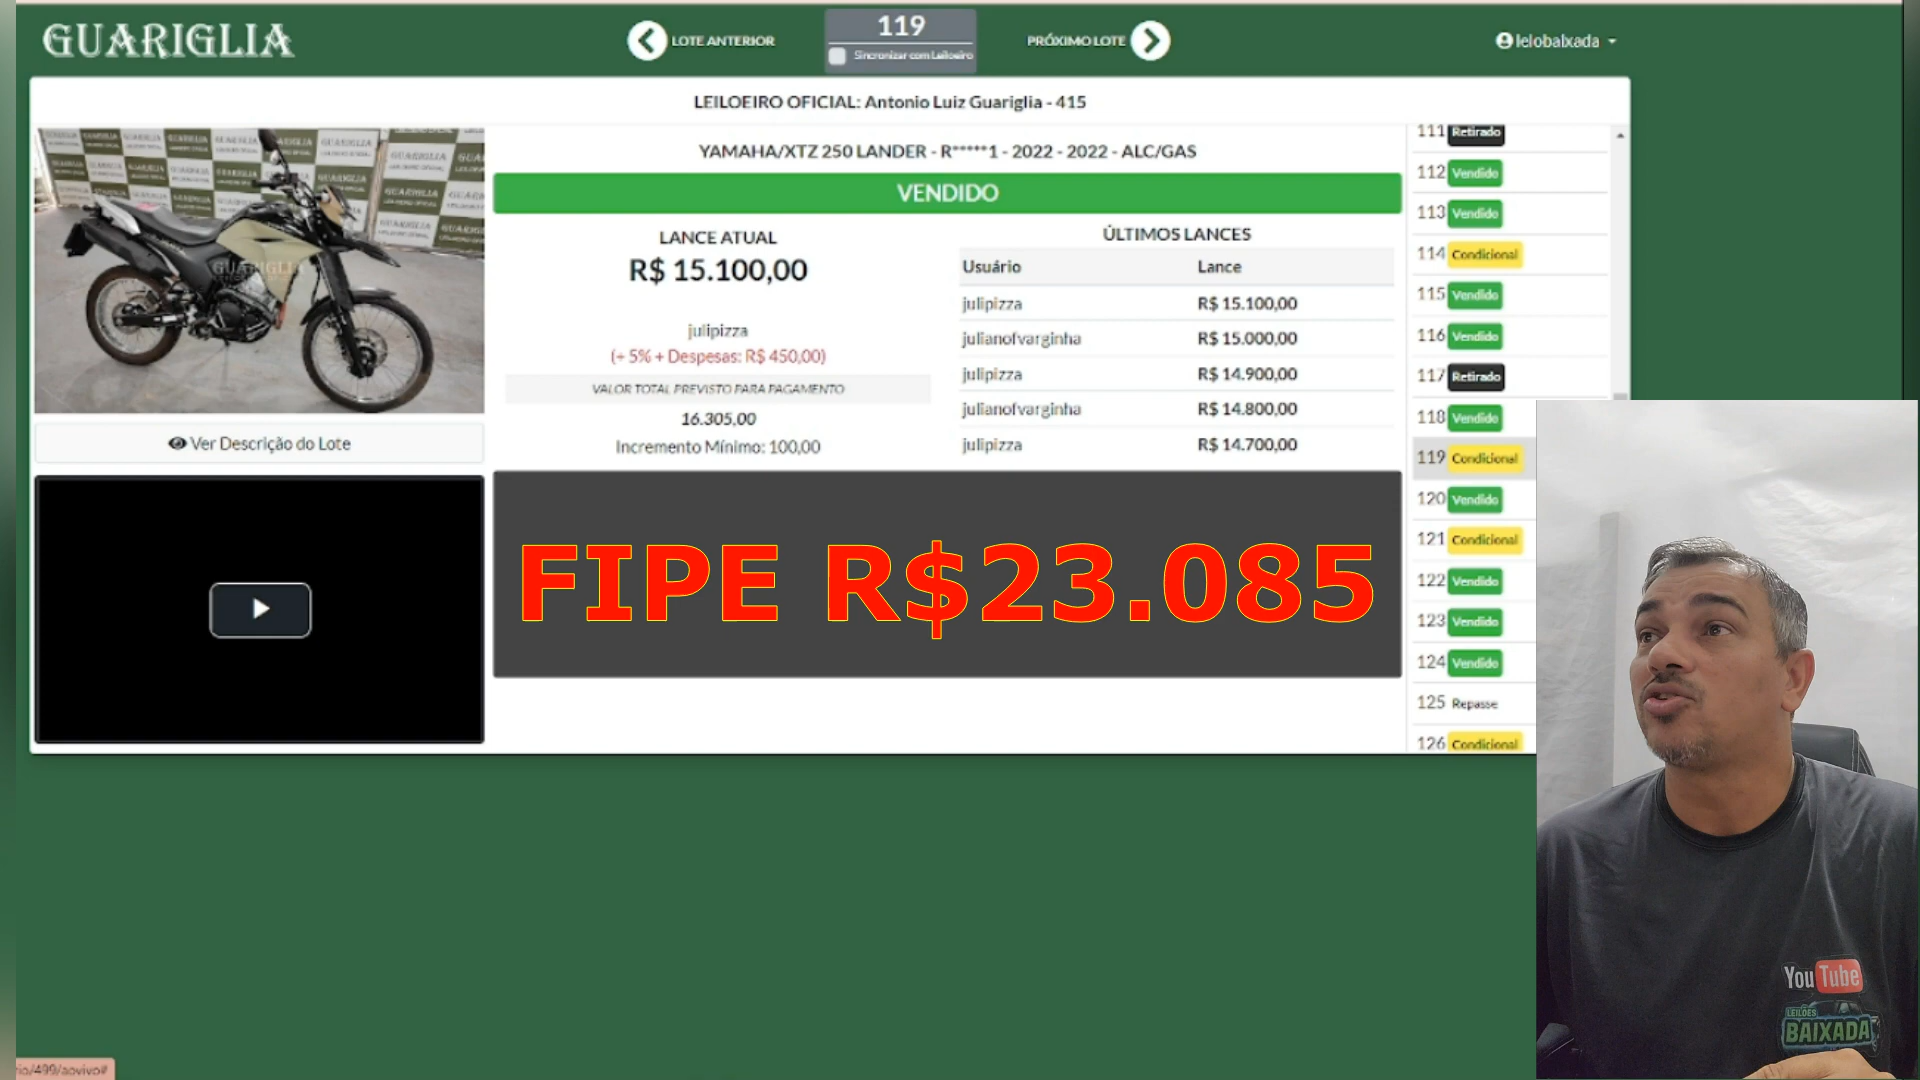 GUARIGLIA
LOTE ANTERIOR
119
Sincronizar com Leiloeiro
PRÓXIMO LOTE
lelobaixada
LEILOEIRO OFICIAL: Antonio Luiz Guariglia - 415
YAMAHA/XTZ 250 LANDER - R*****1 - 2022 - 2022 - ALC/GAS
VENDIDO
LANCE ATUAL
R$ 15.100,00
julipizza
(+ 5% + Despesas: R$ 450,00)
VALOR TOTAL PREVISTO PARA PAGAMENTO
16.305,00
Incremento Mínimo: 100,00
ÚLTIMOS LANCES
Usuário Lance
julipizza R$ 15.100,00
julianofvarginha R$ 15.000,00
julipizza R$ 14.900,00
julianofvarginha R$ 14.800,00
julipizza R$ 14.700,00
111 Retirado
112 Vendido
113 Vendido
114 Condicional
115 Vendido
116 Vendido
117 Retirado
118 Vendido
119 Condicional
120 Vendido
121 Condicional
122 Vendido
123 Vendido
124 Vendido
125 Repasse
126 Condicional
Ver Descrição do Lote
FIPE R$23.085
YouTube
LEILÕES
BAIXADA
rio/499/aovivo#